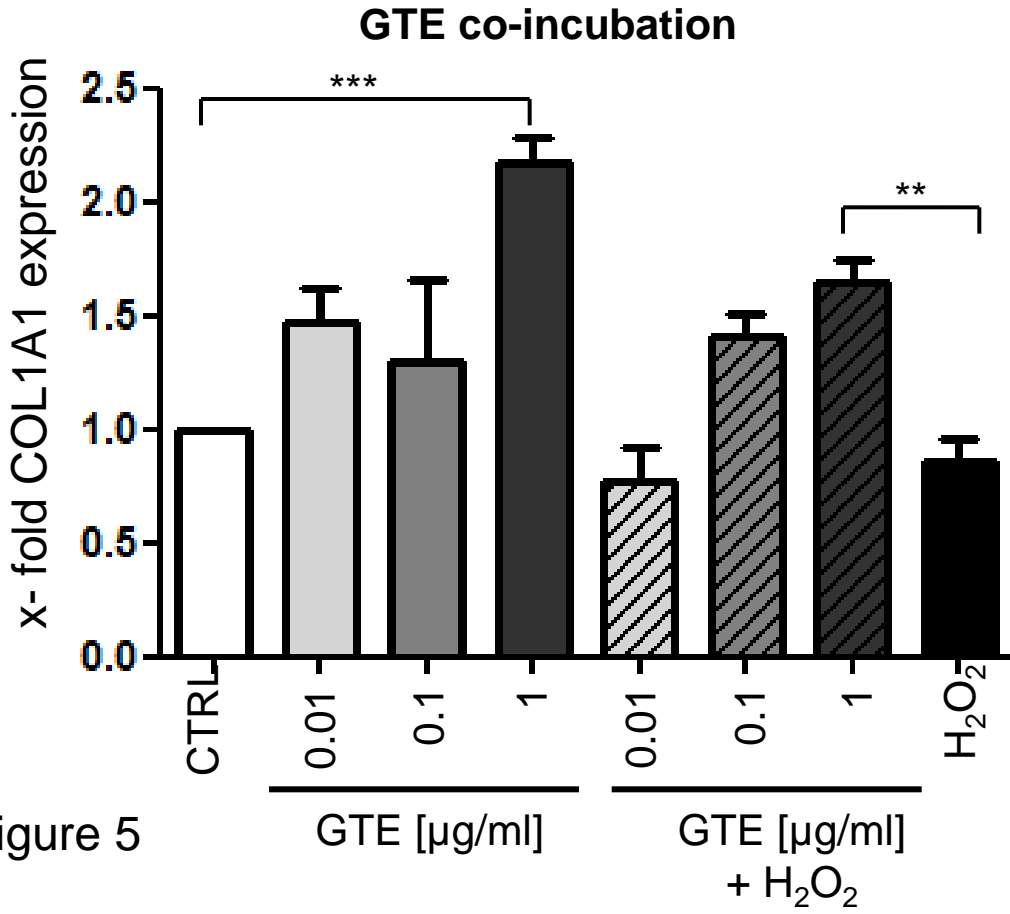 GTE co-incubation
x- fold COL1A1 expression
2.5
2.0
1.5
1.0
0.5
0.0
***
**
CTRL
0.01
0.1
1
0.01
0.1
1
H₂O₂
GTE [µg/ml]
GTE [µg/ml]
+ H₂O₂
igure 5